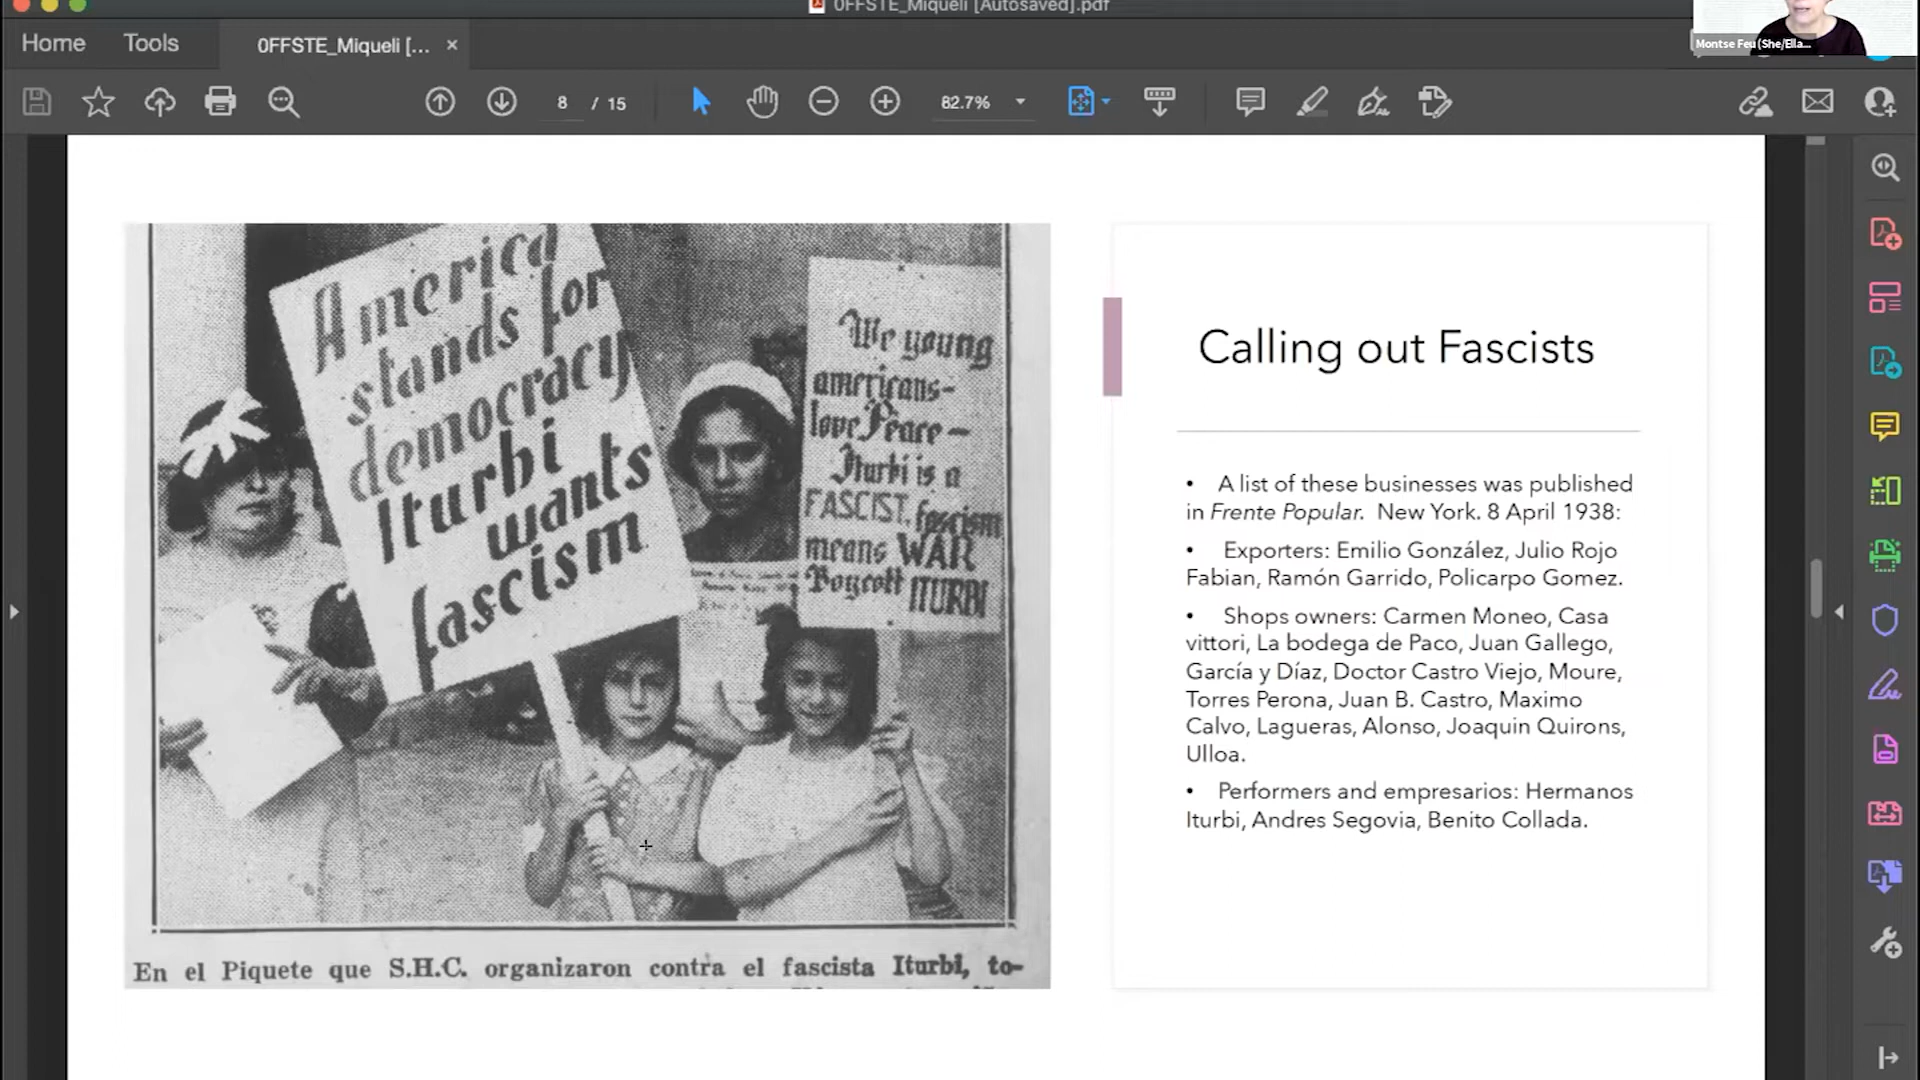 0FFSTE_Miqueli [Autosaved].pdf
Montse Feu (She/Ella...
Home
Tools
0FFSTE_Miqueli [...
8 / 15
82.7%
America
stands for
democracy
Iturbi
wants
fascism
We young
americans-
love Peace-
Iturbi is a
FASCIST, fascism
means WAR
Boycott ITURBI
En el Piquete que S.H.C. organizaron contra el fascista Iturbi, to-
Calling out Fascists
• A list of these businesses was published
in Frente Popular. New York. 8 April 1938:
• Exporters: Emilio González, Julio Rojo
Fabian, Ramón Garrido, Policarpo Gomez.
• Shops owners: Carmen Moneo, Casa
vittori, La bodega de Paco, Juan Gallego,
García y Díaz, Doctor Castro Viejo, Moure,
Torres Perona, Juan B. Castro, Maximo
Calvo, Lagueras, Alonso, Joaquin Quirons,
Ulloa.
• Performers and empresarios: Hermanos
Iturbi, Andres Segovia, Benito Collada.